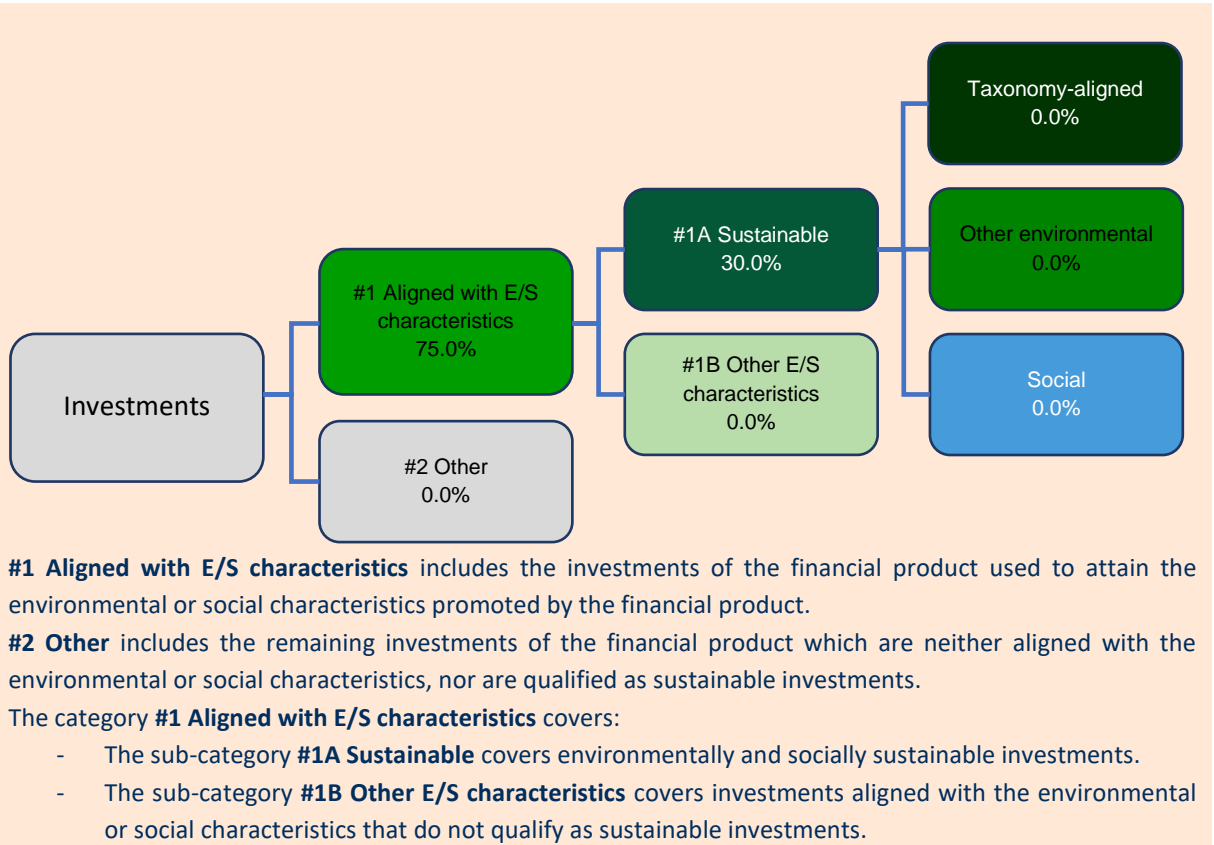 Taxonomy-aligned
0.0%
#1A Sustainable
30.0%
Other environmental
0.0%
#1 Aligned with E/S
characteristics
75.0%
#1B Other E/S
characteristics
0.0%
Social
0.0%
Investments
#2 Other
0.0%
#1 Aligned with E/S characteristics includes the investments of the financial product used to attain the
environmental or social characteristics promoted by the financial product.
#2 Other includes the remaining investments of the financial product which are neither aligned with the
environmental or social characteristics, nor are qualified as sustainable investments.
The category #1 Aligned with E/S characteristics covers:
- The sub-category #1A Sustainable covers environmentally and socially sustainable investments.
- The sub-category #1B Other E/S characteristics covers investments aligned with the environmental
or social characteristics that do not qualify as sustainable investments.